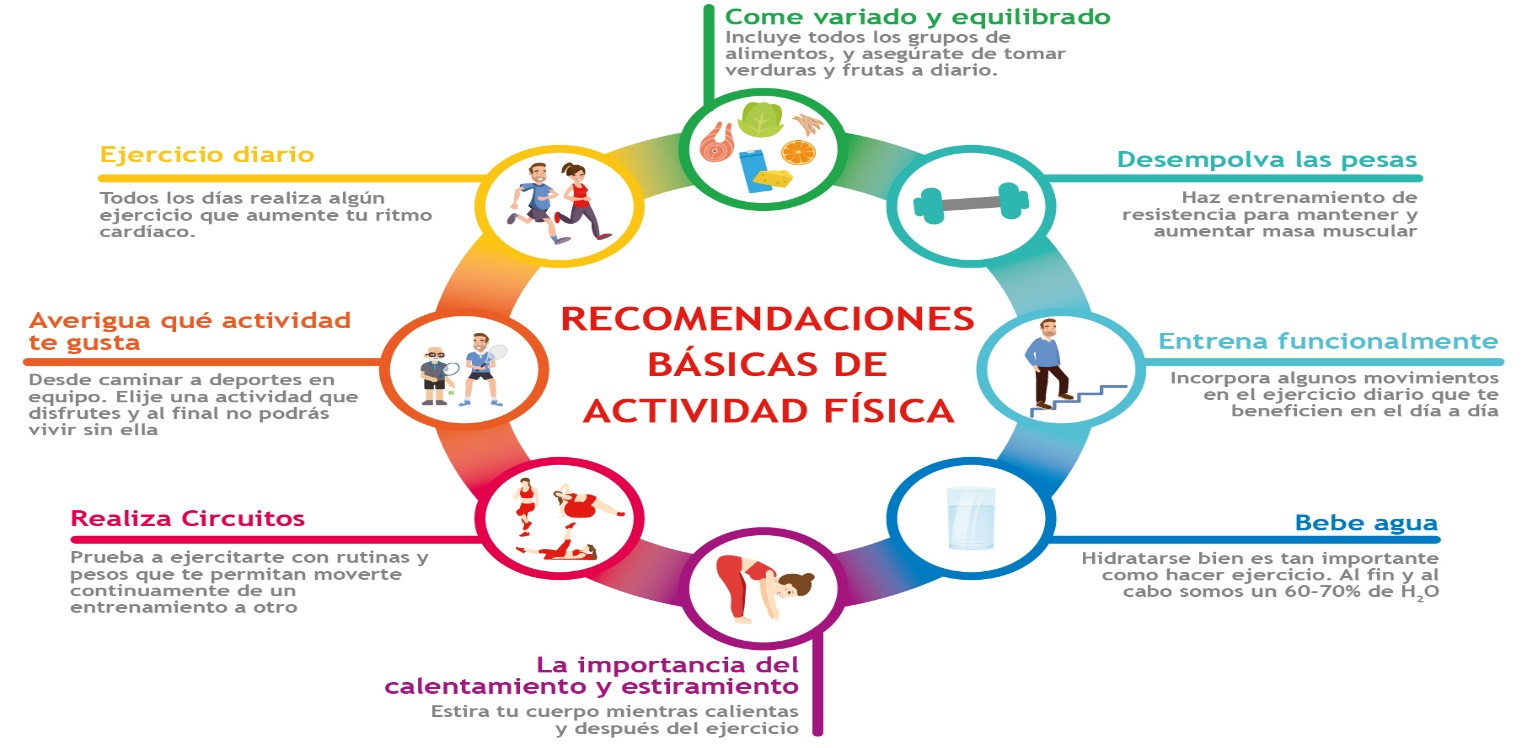 Come variado y equilibrado
Incluye todos los grupos de
alimentos, y asegúrate de tomar
verduras y frutas a diario.
Desempolva las pesas
Haz entrenamiento de
resistencia para mantener y
aumentar masa muscular
Entrena funcionalmente
Incorpora algunos movimientos
en el ejercicio diario que te
beneficien en el día a día
Bebe agua
Hidratarse bien es tan importante
como hacer ejercicio. Al fin y al
cabo somos un 60-70% de H₂O
La importancia del
calentamiento y estiramiento
Estira tu cuerpo mientras calientas
y después del ejercicio
Realiza Circuitos
Prueba a ejercitarte con rutinas y
pesos que te permitan moverte
continuamente de un
entrenamiento a otro
Averigua qué actividad
te gusta
Desde caminar a deportes en
equipo. Elije una actividad que
disfrutes y al final no podrás
vivir sin ella
Ejercicio diario
Todos los días realiza algún
ejercicio que aumente tu ritmo
cardíaco.
RECOMENDACIONES
BÁSICAS DE
ACTIVIDAD FÍSICA